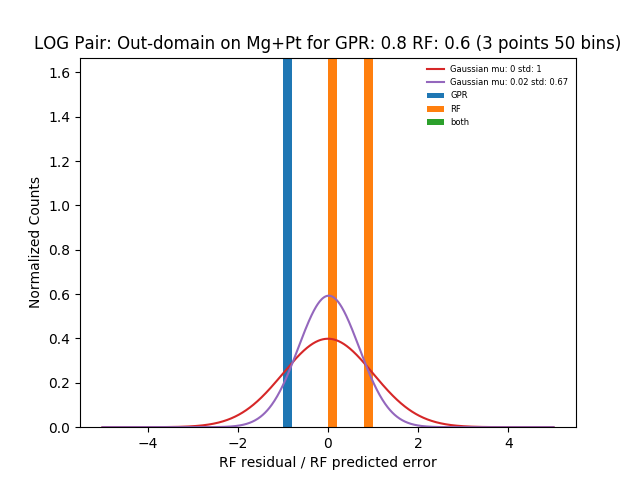 LOG Pair: Out-domain on Mg+Pt for GPR: 0.8 RF: 0.6 (3 points 50 bins)
Gaussian mu: 0 std: 1
Gaussian mu: 0.02 std: 0.67
GPR
RF
both
Normalized Counts
1.6
1.4
1.2
1.0
0.8
0.6
0.4
0.2
0.0
−4 −2 0 2 4
RF residual / RF predicted error